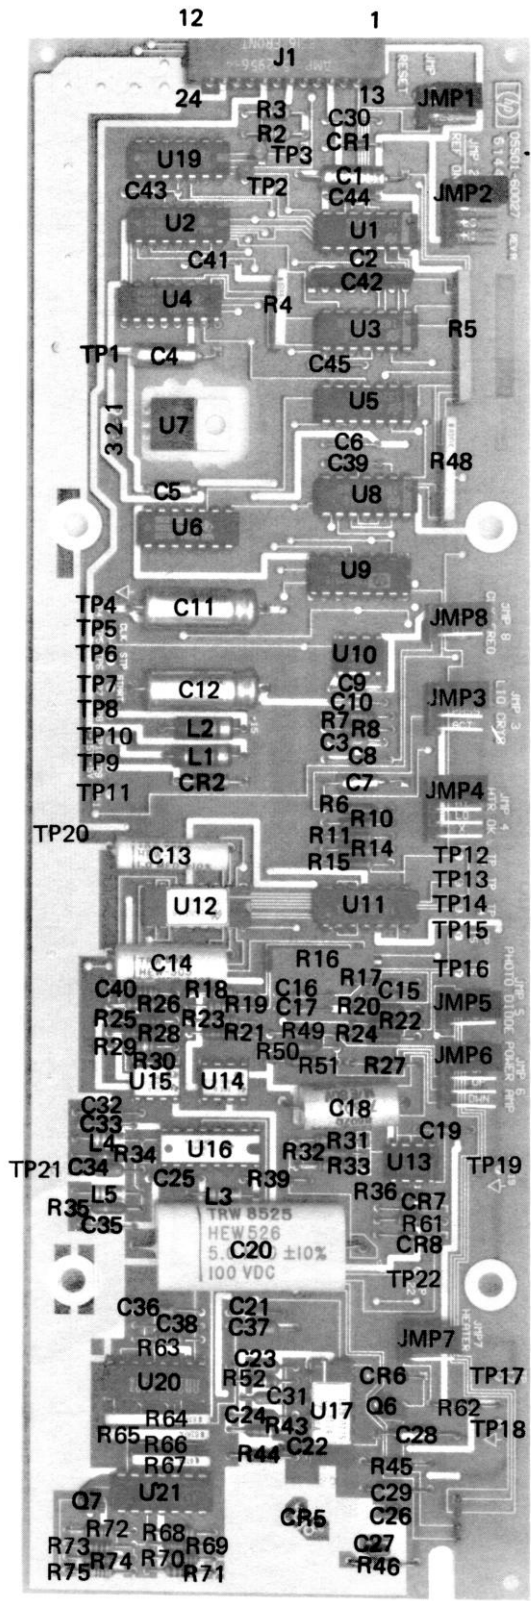 12 1
J1
24 13
R3 C30 JMP1
R2 CR1
U19 TP3
TP2 C1
C43 C44 JMP2
U2 U1
C41 C2
C42
U4 R4
U3 R5
TP1 C4 C45
U5
3 2 1 U7
C6
C39 R48
C5 U8
U6
U9
TP4 C11
TP5 JMP8
TP6 U10
TP7 C12 C9
TP8 C10 JMP3
L2 R7
TP10 R8
L1 C3
TP9 C8
CR2 C7
TP11 R6 JMP4
R10
TP20 R11
C13 R14 TP12
R15 TP13
U12 U11 TP14
TP15
C14 R16 TP16
R17
C40 R18 C16 C15
R26 R19 C17 R20 JMP5
R25 R23 R22
R28 R21 R49 R24
R29 R50 JMP6
R30 R51 R27
U15 U14
C32 C18
C33 C19
L4 R34 U16 R31
R32 U13
TP21 C34 R33 TP19
C25 R39
L5 L3 R36
R35 CR7
C35 TRW 8525 R61
HEW 526 CR8
C20 ±10%
100 VDC TP22
C36 C21
C38 C37 JMP7
R63
C23 CR6 TP17
U20 R52
C31 Q6 R62
R64 C24 R43 U17 TP18
R65 C28
R66 R44 C22
R67 R45
Q7 U21 C29
CR5 C26
R72 R68
R73 R69 C27
R74 R70 R46
R75 R71